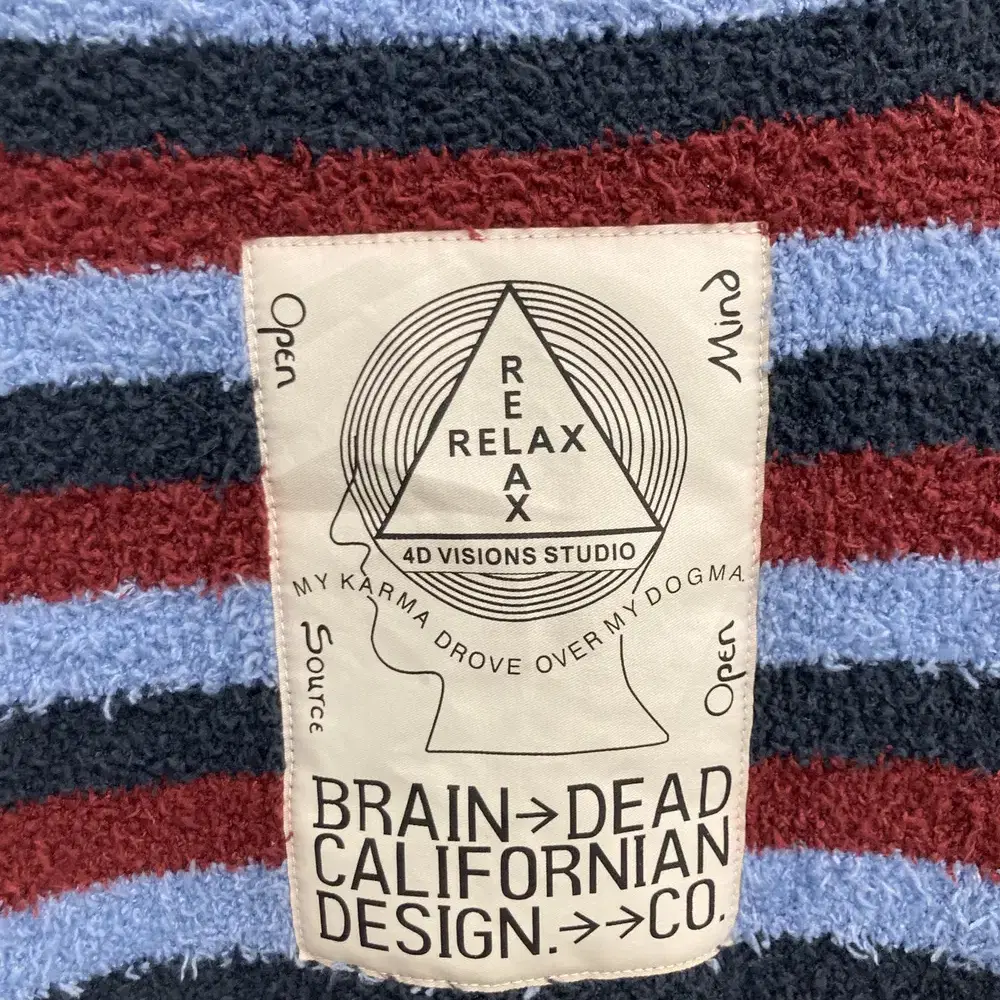 Open
Mind
RELAX
RELAX
4D VISIONS STUDIO
MY KARMA DROVE OVER MY DOGMA.
Source
Open
BRAIN→DEAD
CALIFORNIAN
DESIGN.→→CO.